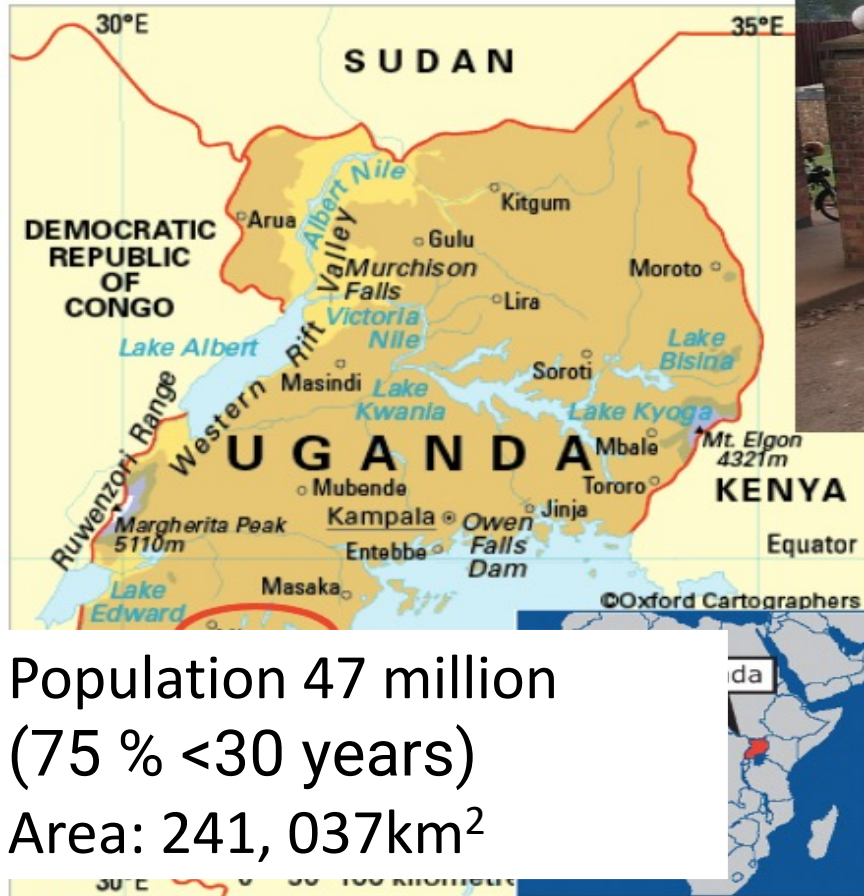 30°E
35°E
SUDAN
Albert Nile
Kitgum
Arua
DEMOCRATIC
REPUBLIC
OF
CONGO
Gulu
Moroto
Murchison
Falls
Lira
Victoria
Nile
Lake Albert
Western Rift Valley
Lake
Bisina
Soroti
Masindi
Lake
Kwania
Lake Kyoga
Ruwenzori Range
UGANDA
Mbale
Mt. Elgon
4321m
Tororo
KENYA
Mubende
Jinja
Kampala
Owen
Falls
Dam
Margherita Peak
5110m
Entebbe
Equator
Lake
Edward
Masaka
©Oxford Cartographers
Population 47 million
(75 % <30 years)
Area: 241, 037km²
30°E